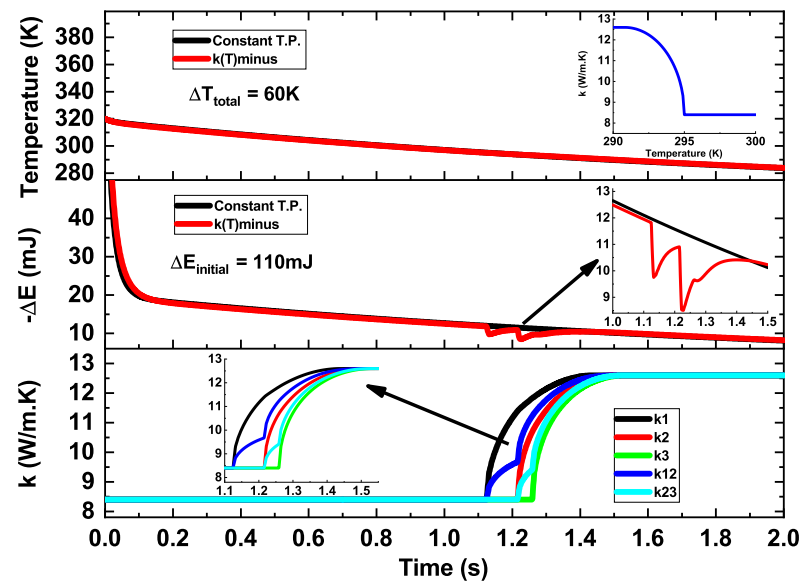 Temperature (K)
380
360
340
320
300
280
Constant T.P.
k(T)minus
ΔTtotal = 60K
k (W/m.K)
13
12
11
10
9
8
7
290 295 300
Temperature (K)
-ΔE (mJ)
40
30
20
10
Constant T.P.
k(T)minus
ΔEinitial = 110mJ
13
12
11
10
9
8
1.0 1.1 1.2 1.3 1.4 1.5
k (W/m.K)
13
12
11
10
9
8
13
12
11
10
9
8
1.1 1.2 1.3 1.4 1.5
k1
k2
k3
k12
k23
0.0 0.2 0.4 0.6 0.8 1.0 1.2 1.4 1.6 1.8 2.0
Time (s)